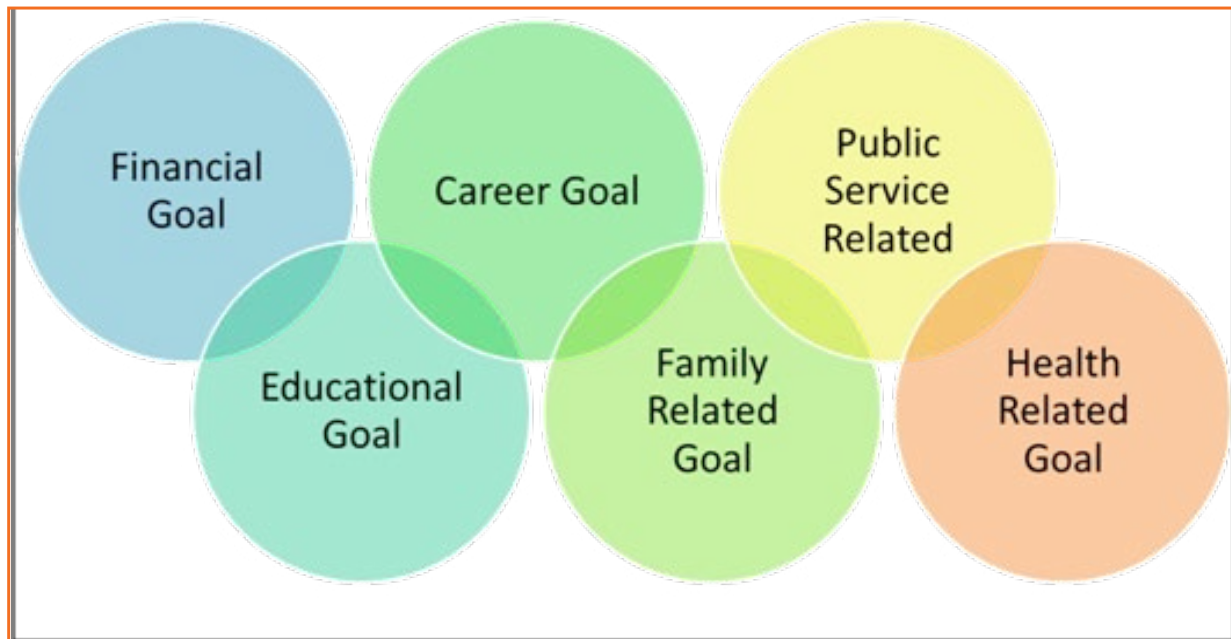 Financial
Goal
Educational
Goal
Career Goal
Family
Related
Goal
Public
Service
Related
Health
Related
Goal